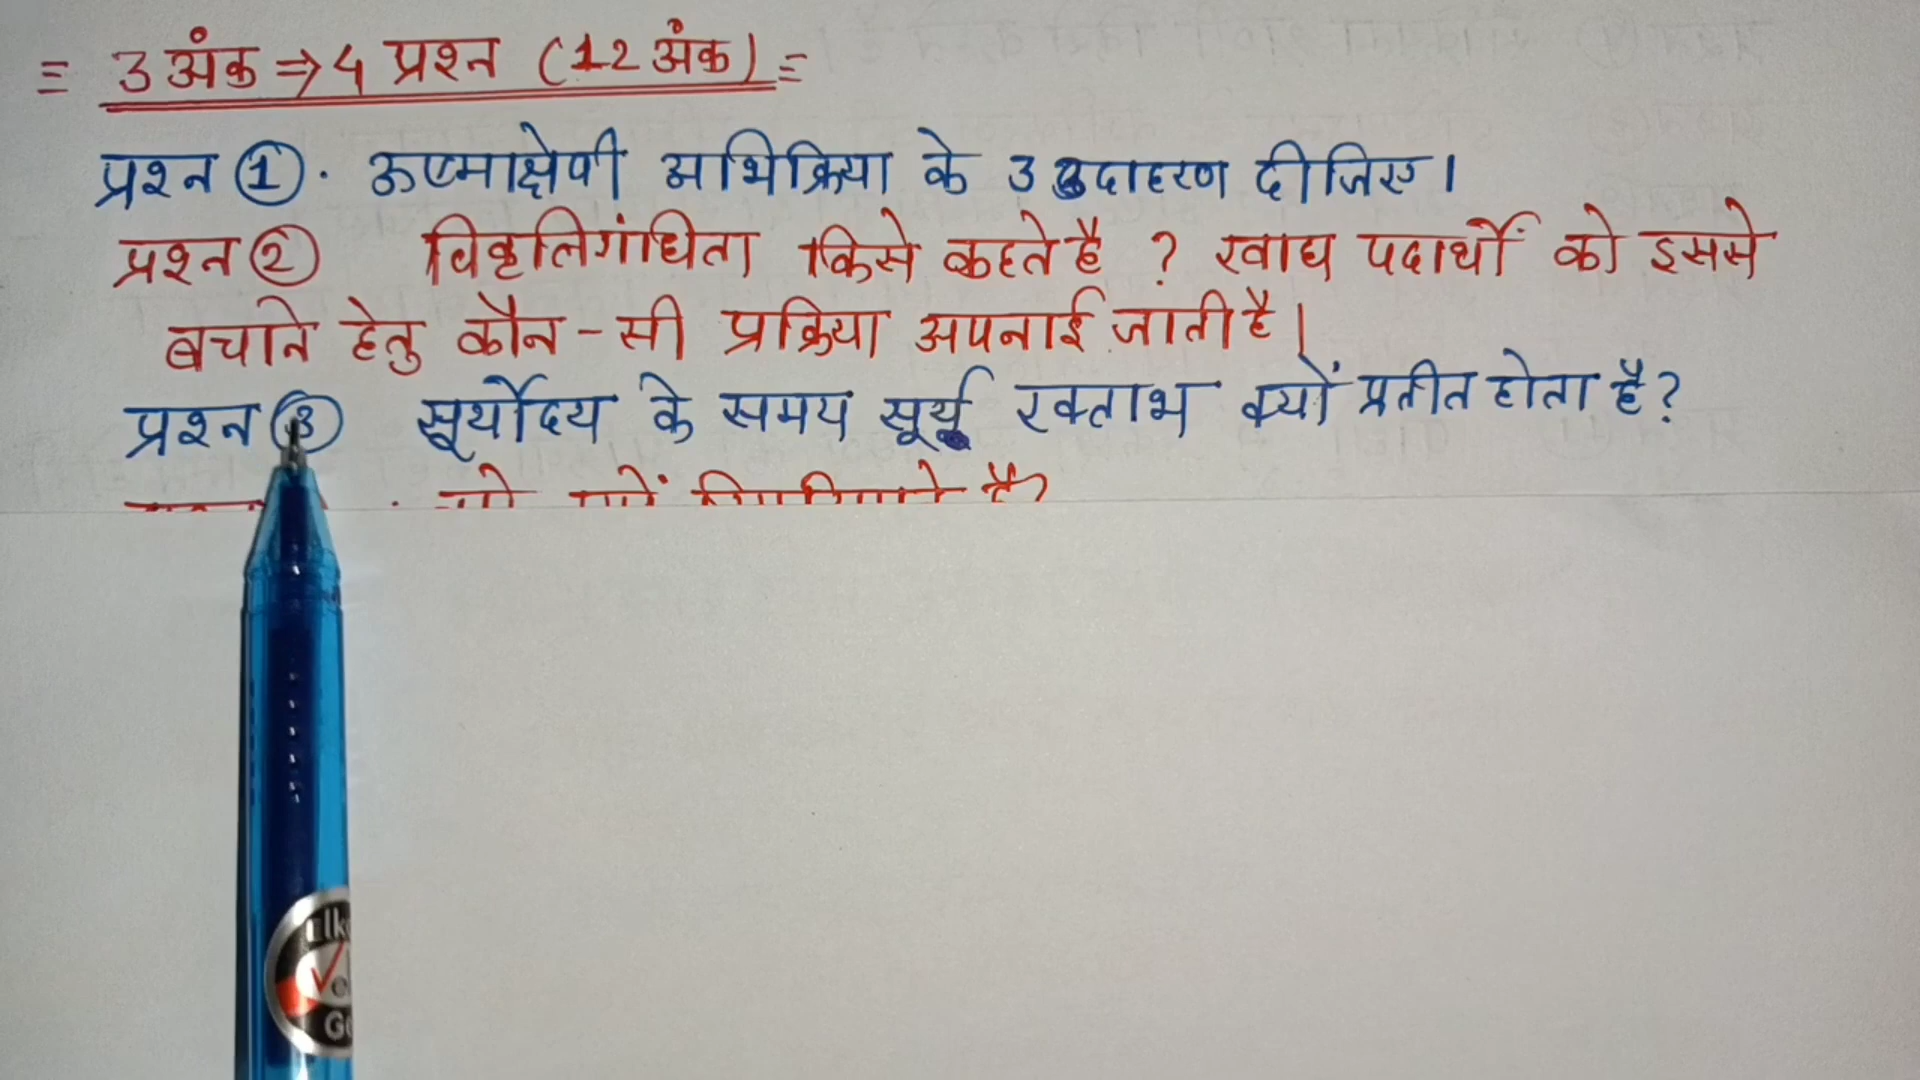 = 3 अंक ⇒ 4 प्रश्न (12 अंक) =
प्रश्न ①. ऊष्माक्षेपी अभिक्रिया के 3 उदाहरण दीजिए।
प्रश्न ② विकृतिगंधिता किसे कहते है ? खाद्य पदार्थों को इससे
बचाने हेतु कौन-सी प्रक्रिया अपनाई जाती है।
प्रश्न ③ सूर्योदय के समय सूर्य रक्ताभ क्यों प्रतीत होता है?
Ve